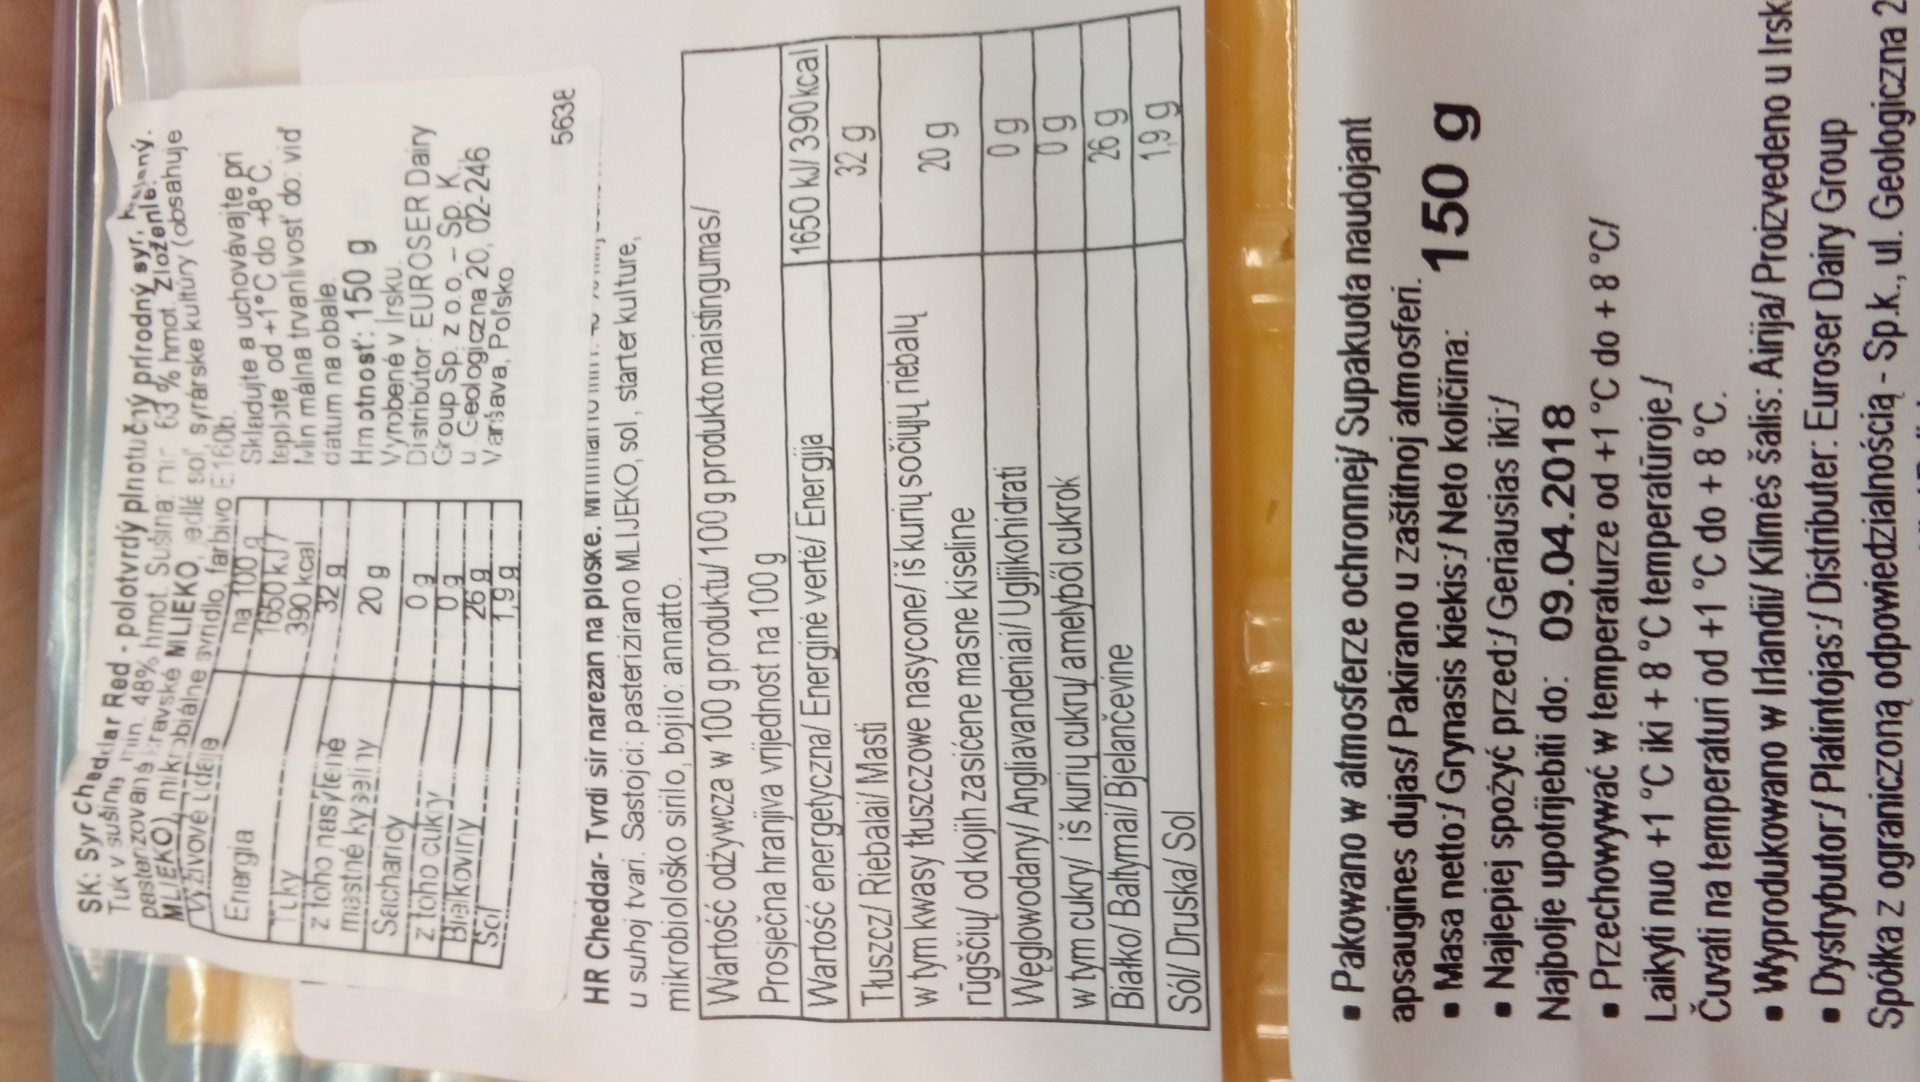 SK: Syr Cheddar Red - polotvrdý plnotučný prírodný syr,
Tuk v sušine min. 48% hmot. Sušina: min. 63 % hmot. Zloženie:
pasterizované kravské MLIEKO, jedlé soľ, syrárske kultúry (obsahuje
MLIEKO), mikrobiálne syridlo, farbivo E160b.
Výživové údaje na 100 g
Energia 1650 kJ /
390 kcal
Tuky 32 g
z toho nasýtené
mastné kyseliny 20 g
Sacharidy 0 g
z toho cukry 0 g
Bielkoviny 26 g
Soľ 1,9 g
Skladujte a uchovávajte pri
teplote od +1°C do +8°C.
Minimálna trvanlivosť do: viď
dátum na obale.
Hmotnosť: 150 g
Vyrobené v Írsku.
Distribútor: EUROSER Dairy
Group Sp. z o.o. – Sp. K.
u. Geologiczna 20, 02-246
Varšava, Poľsko.
5638
HR Cheddar- Tvrdi sir narezan na ploske.
u suhoj tvari. Sastojci: pasterizirano MLIJEKO, sol, starter kulture,
mikrobiološko sirilo, bojilo: annatto.
Wartość odżywcza w 100 g produktu/ 100 g produkto maistingumas/
Prosječna hranjiva vrijednost na 100 g
Wartość energetyczna/ Energinė vertė/ Energija 1650 kJ/ 390 kcal
Tłuszcz/ Riebalai/ Masti 32 g
w tym kwasy tłuszczowe nasycone/ iš kurių sočiųjų riebalų
rūgščių/ od kojih zasićene masne kiseline 20 g
Węglowodany/ Angliavandeniai/ Ugljikohidrati 0 g
w tym cukry/ iš kurių cukrų/ amelyből cukrok 0 g
Białko/ Baltymai/ Bjelančevine 26 g
Sól/ Druska/ Sol 1,9 g
▪ Pakowano w atmosferze ochronnej/ Supakuota naudojant
apsaugines dujas/ Pakirano u zaštitnoj atmosferi.
▪ Masa netto:/ Grynasis kiekis:/ Neto količina: 150 g
▪ Najlepiej spożyć przed:/ Geriausias iki:/
Najbolje upotrijebiti do: 09.04.2018
▪ Przechowywać w temperaturze od +1 °C do + 8 °C/
Laikyti nuo +1 °C iki + 8 °C temperatūroje./
Čuvati na temperaturi od +1 °C do + 8 °C.
▪ Wyprodukowano w Irlandii/ Kilmės šalis: Airija/ Proizvedeno u Irsk
▪ Dystrybutor:/ Platintojas:/ Distributer: Euroser Dairy Group
Spółka z ograniczoną odpowiedzialnością - Sp.k., ul. Geologiczna 2